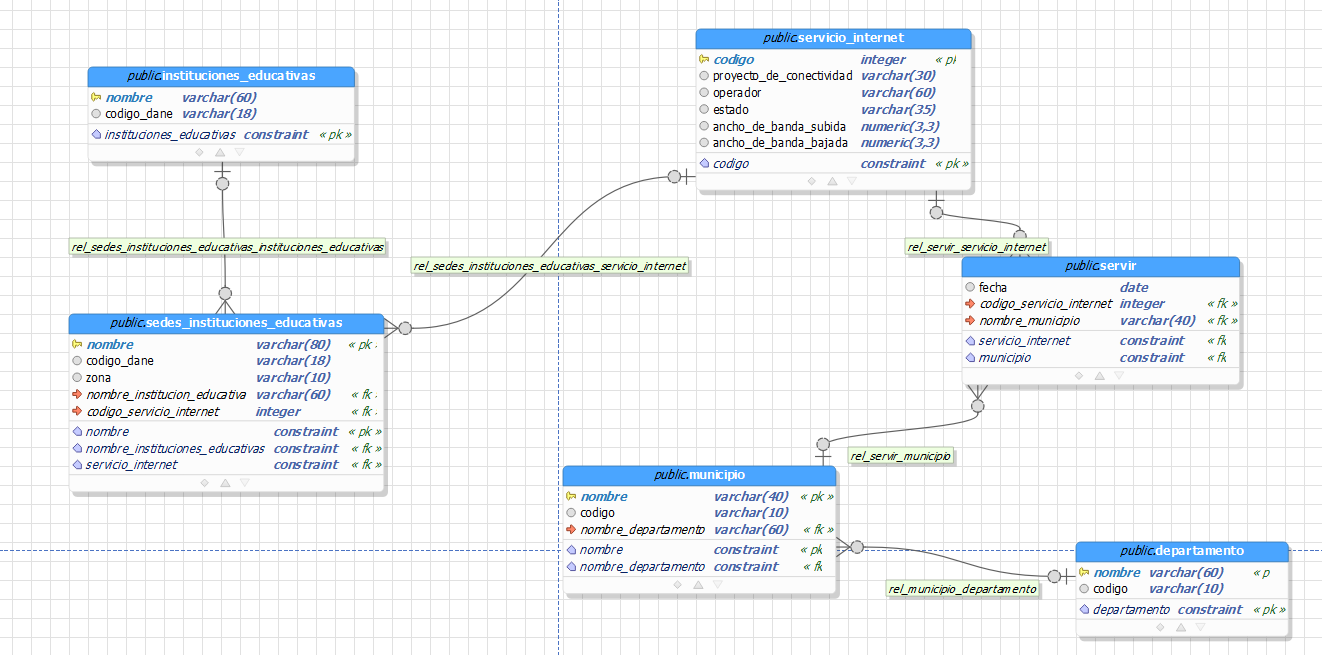 public.instituciones_educativas
nombre varchar(60)
codigo_dane varchar(18)
instituciones_educativas constraint « pk »
public.servicio_internet
codigo integer « pk
proyecto_de_conectividad varchar(30)
operador varchar(60)
estado varchar(35)
ancho_de_banda_subida numeric(3,3)
ancho_de_banda_bajada numeric(3,3)
codigo constraint « pk »
rel_sedes_instituciones_educativas_instituciones_educativas
rel_sedes_instituciones_educativas_servicio_internet
rel_servir_servicio_internet
public.servir
fecha date
codigo_servicio_internet integer « fk »
nombre_municipio varchar(40) « fk »
servicio_internet constraint « fk
municipio constraint « fk
public.sedes_instituciones_educativas
nombre varchar(80) « pk
codigo_dane varchar(18)
zona varchar(10)
nombre_institucion_educativa varchar(60) « fk
codigo_servicio_internet integer « fk
nombre constraint « pk »
nombre_instituciones_educativas constraint « fk »
servicio_internet constraint « fk »
rel_servir_municipio
public.municipio
nombre varchar(40) « pk »
codigo varchar(10)
nombre_departamento varchar(60) « fk »
nombre constraint « pk
nombre_departamento constraint « fk
rel_municipio_departamento
public.departamento
nombre varchar(60) « p
codigo varchar(10)
departamento constraint « pk »